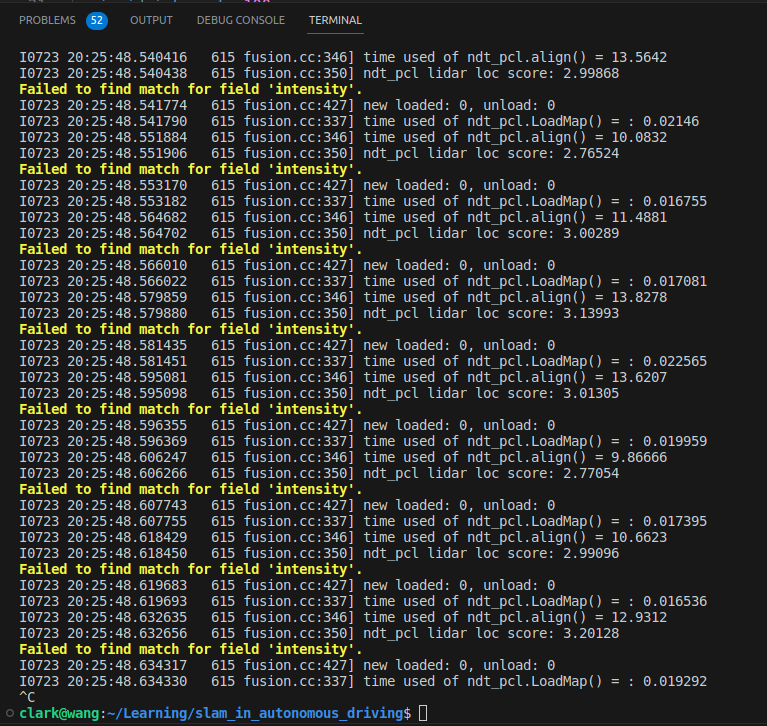 PROBLEMS 52 OUTPUT DEBUG CONSOLE TERMINAL
I0723 20:25:48.540416   615 fusion.cc:346] time used of ndt_pcl.align() = 13.5642
I0723 20:25:48.540438   615 fusion.cc:350] ndt_pcl lidar loc score: 2.99868
Failed to find match for field 'intensity'.
I0723 20:25:48.541774   615 fusion.cc:427] new loaded: 0, unload: 0
I0723 20:25:48.541790   615 fusion.cc:337] time used of ndt_pcl.LoadMap() = : 0.02146
I0723 20:25:48.551884   615 fusion.cc:346] time used of ndt_pcl.align() = 10.0832
I0723 20:25:48.551906   615 fusion.cc:350] ndt_pcl lidar loc score: 2.76524
Failed to find match for field 'intensity'.
I0723 20:25:48.553170   615 fusion.cc:427] new loaded: 0, unload: 0
I0723 20:25:48.553182   615 fusion.cc:337] time used of ndt_pcl.LoadMap() = : 0.016755
I0723 20:25:48.564682   615 fusion.cc:346] time used of ndt_pcl.align() = 11.4881
I0723 20:25:48.564702   615 fusion.cc:350] ndt_pcl lidar loc score: 3.00289
Failed to find match for field 'intensity'.
I0723 20:25:48.566010   615 fusion.cc:427] new loaded: 0, unload: 0
I0723 20:25:48.566022   615 fusion.cc:337] time used of ndt_pcl.LoadMap() = : 0.017081
I0723 20:25:48.579859   615 fusion.cc:346] time used of ndt_pcl.align() = 13.8278
I0723 20:25:48.579880   615 fusion.cc:350] ndt_pcl lidar loc score: 3.13993
Failed to find match for field 'intensity'.
I0723 20:25:48.581435   615 fusion.cc:427] new loaded: 0, unload: 0
I0723 20:25:48.581451   615 fusion.cc:337] time used of ndt_pcl.LoadMap() = : 0.022565
I0723 20:25:48.595081   615 fusion.cc:346] time used of ndt_pcl.align() = 13.6207
I0723 20:25:48.595098   615 fusion.cc:350] ndt_pcl lidar loc score: 3.01305
Failed to find match for field 'intensity'.
I0723 20:25:48.596355   615 fusion.cc:427] new loaded: 0, unload: 0
I0723 20:25:48.596369   615 fusion.cc:337] time used of ndt_pcl.LoadMap() = : 0.019959
I0723 20:25:48.606247   615 fusion.cc:346] time used of ndt_pcl.align() = 9.86666
I0723 20:25:48.606266   615 fusion.cc:350] ndt_pcl lidar loc score: 2.77054
Failed to find match for field 'intensity'.
I0723 20:25:48.607743   615 fusion.cc:427] new loaded: 0, unload: 0
I0723 20:25:48.607755   615 fusion.cc:337] time used of ndt_pcl.LoadMap() = : 0.017395
I0723 20:25:48.618429   615 fusion.cc:346] time used of ndt_pcl.align() = 10.6623
I0723 20:25:48.618450   615 fusion.cc:350] ndt_pcl lidar loc score: 2.99096
Failed to find match for field 'intensity'.
I0723 20:25:48.619683   615 fusion.cc:427] new loaded: 0, unload: 0
I0723 20:25:48.619693   615 fusion.cc:337] time used of ndt_pcl.LoadMap() = : 0.016536
I0723 20:25:48.632635   615 fusion.cc:346] time used of ndt_pcl.align() = 12.9312
I0723 20:25:48.632656   615 fusion.cc:350] ndt_pcl lidar loc score: 3.20128
Failed to find match for field 'intensity'.
I0723 20:25:48.634317   615 fusion.cc:427] new loaded: 0, unload: 0
I0723 20:25:48.634330   615 fusion.cc:337] time used of ndt_pcl.LoadMap() = : 0.019292
^C
clark@wang:~/Learning/slam_in_autonomous_driving$